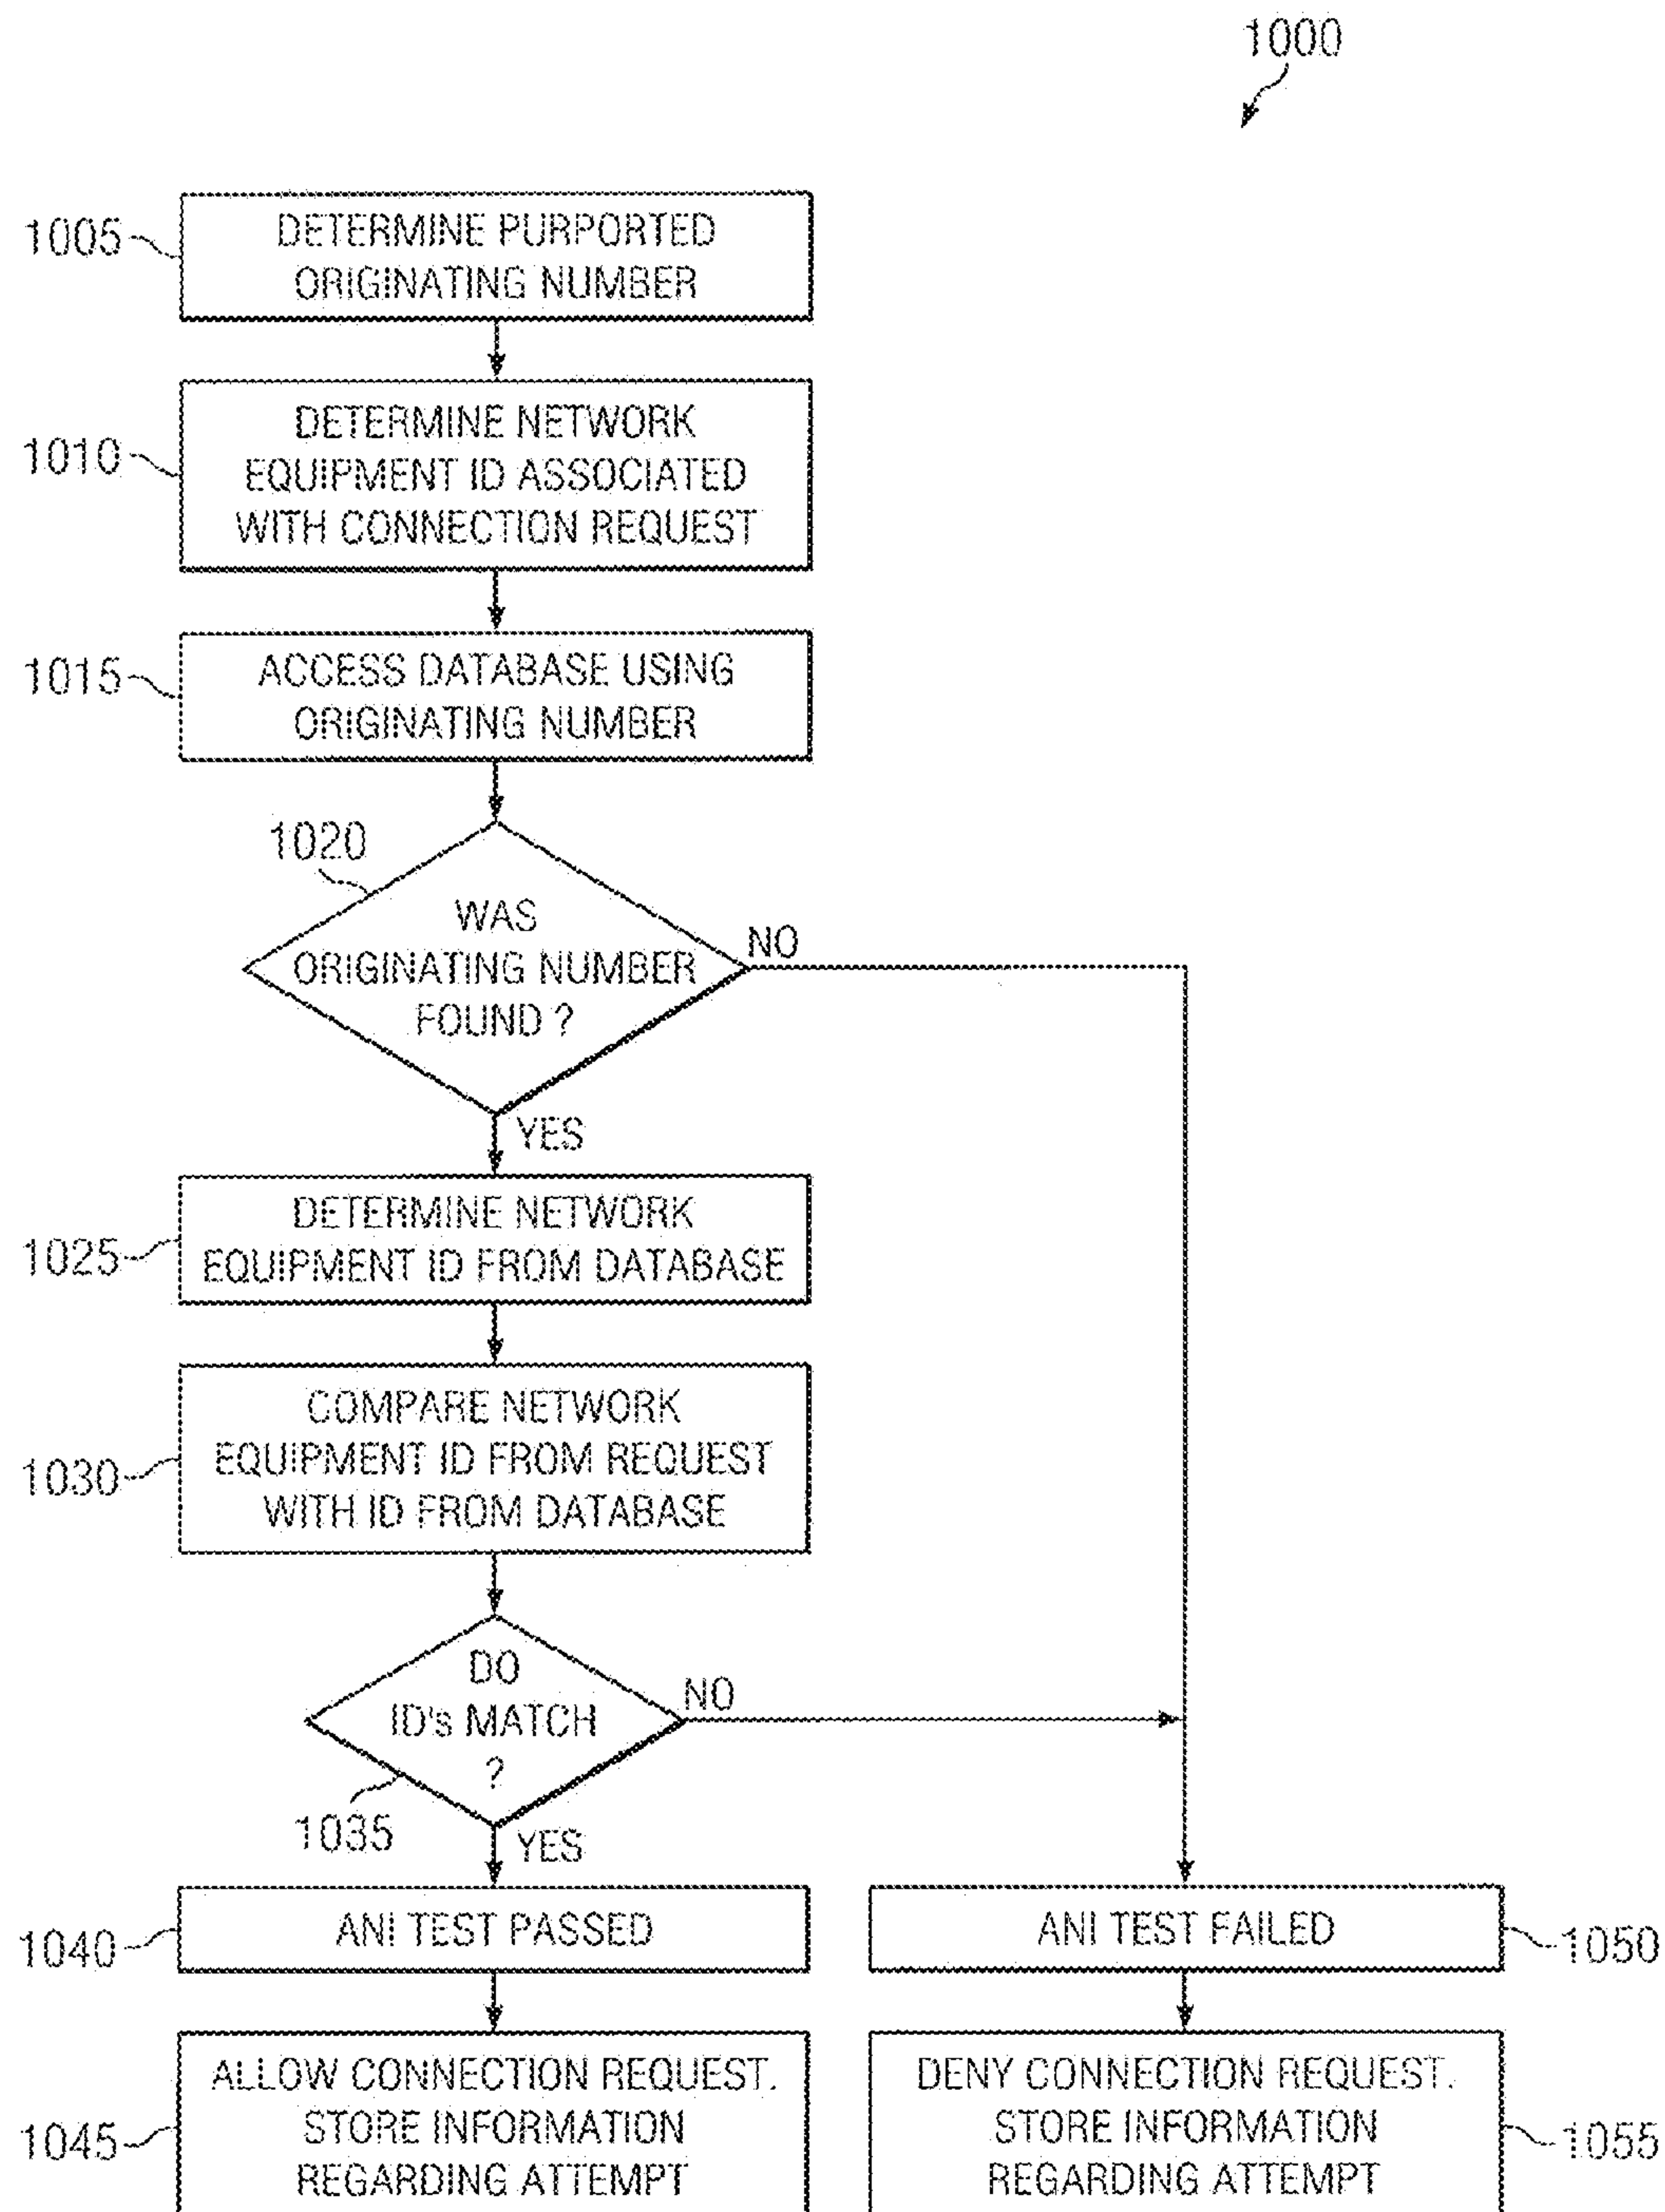 1000
1005
DETERMINE PURPORTED
ORIGINATING NUMBER
1010
DETERMINE NETWORK
EQUIPMENT ID ASSOCIATED
WITH CONNECTION REQUEST
1015
ACCESS DATABASE USING
ORIGINATING NUMBER
1020
WAS
ORIGINATING NUMBER
FOUND ?
NO
YES
1025
DETERMINE NETWORK
EQUIPMENT ID FROM DATABASE
1030
COMPARE NETWORK
EQUIPMENT ID FROM REQUEST
WITH ID FROM DATABASE
DO
ID's MATCH
?
NO
1035
YES
1040
ANI TEST PASSED
ANI TEST FAILED
1050
1045
ALLOW CONNECTION REQUEST.
STORE INFORMATION
REGARDING ATTEMPT
DENY CONNECTION REQUEST.
STORE INFORMATION
REGARDING ATTEMPT
1055